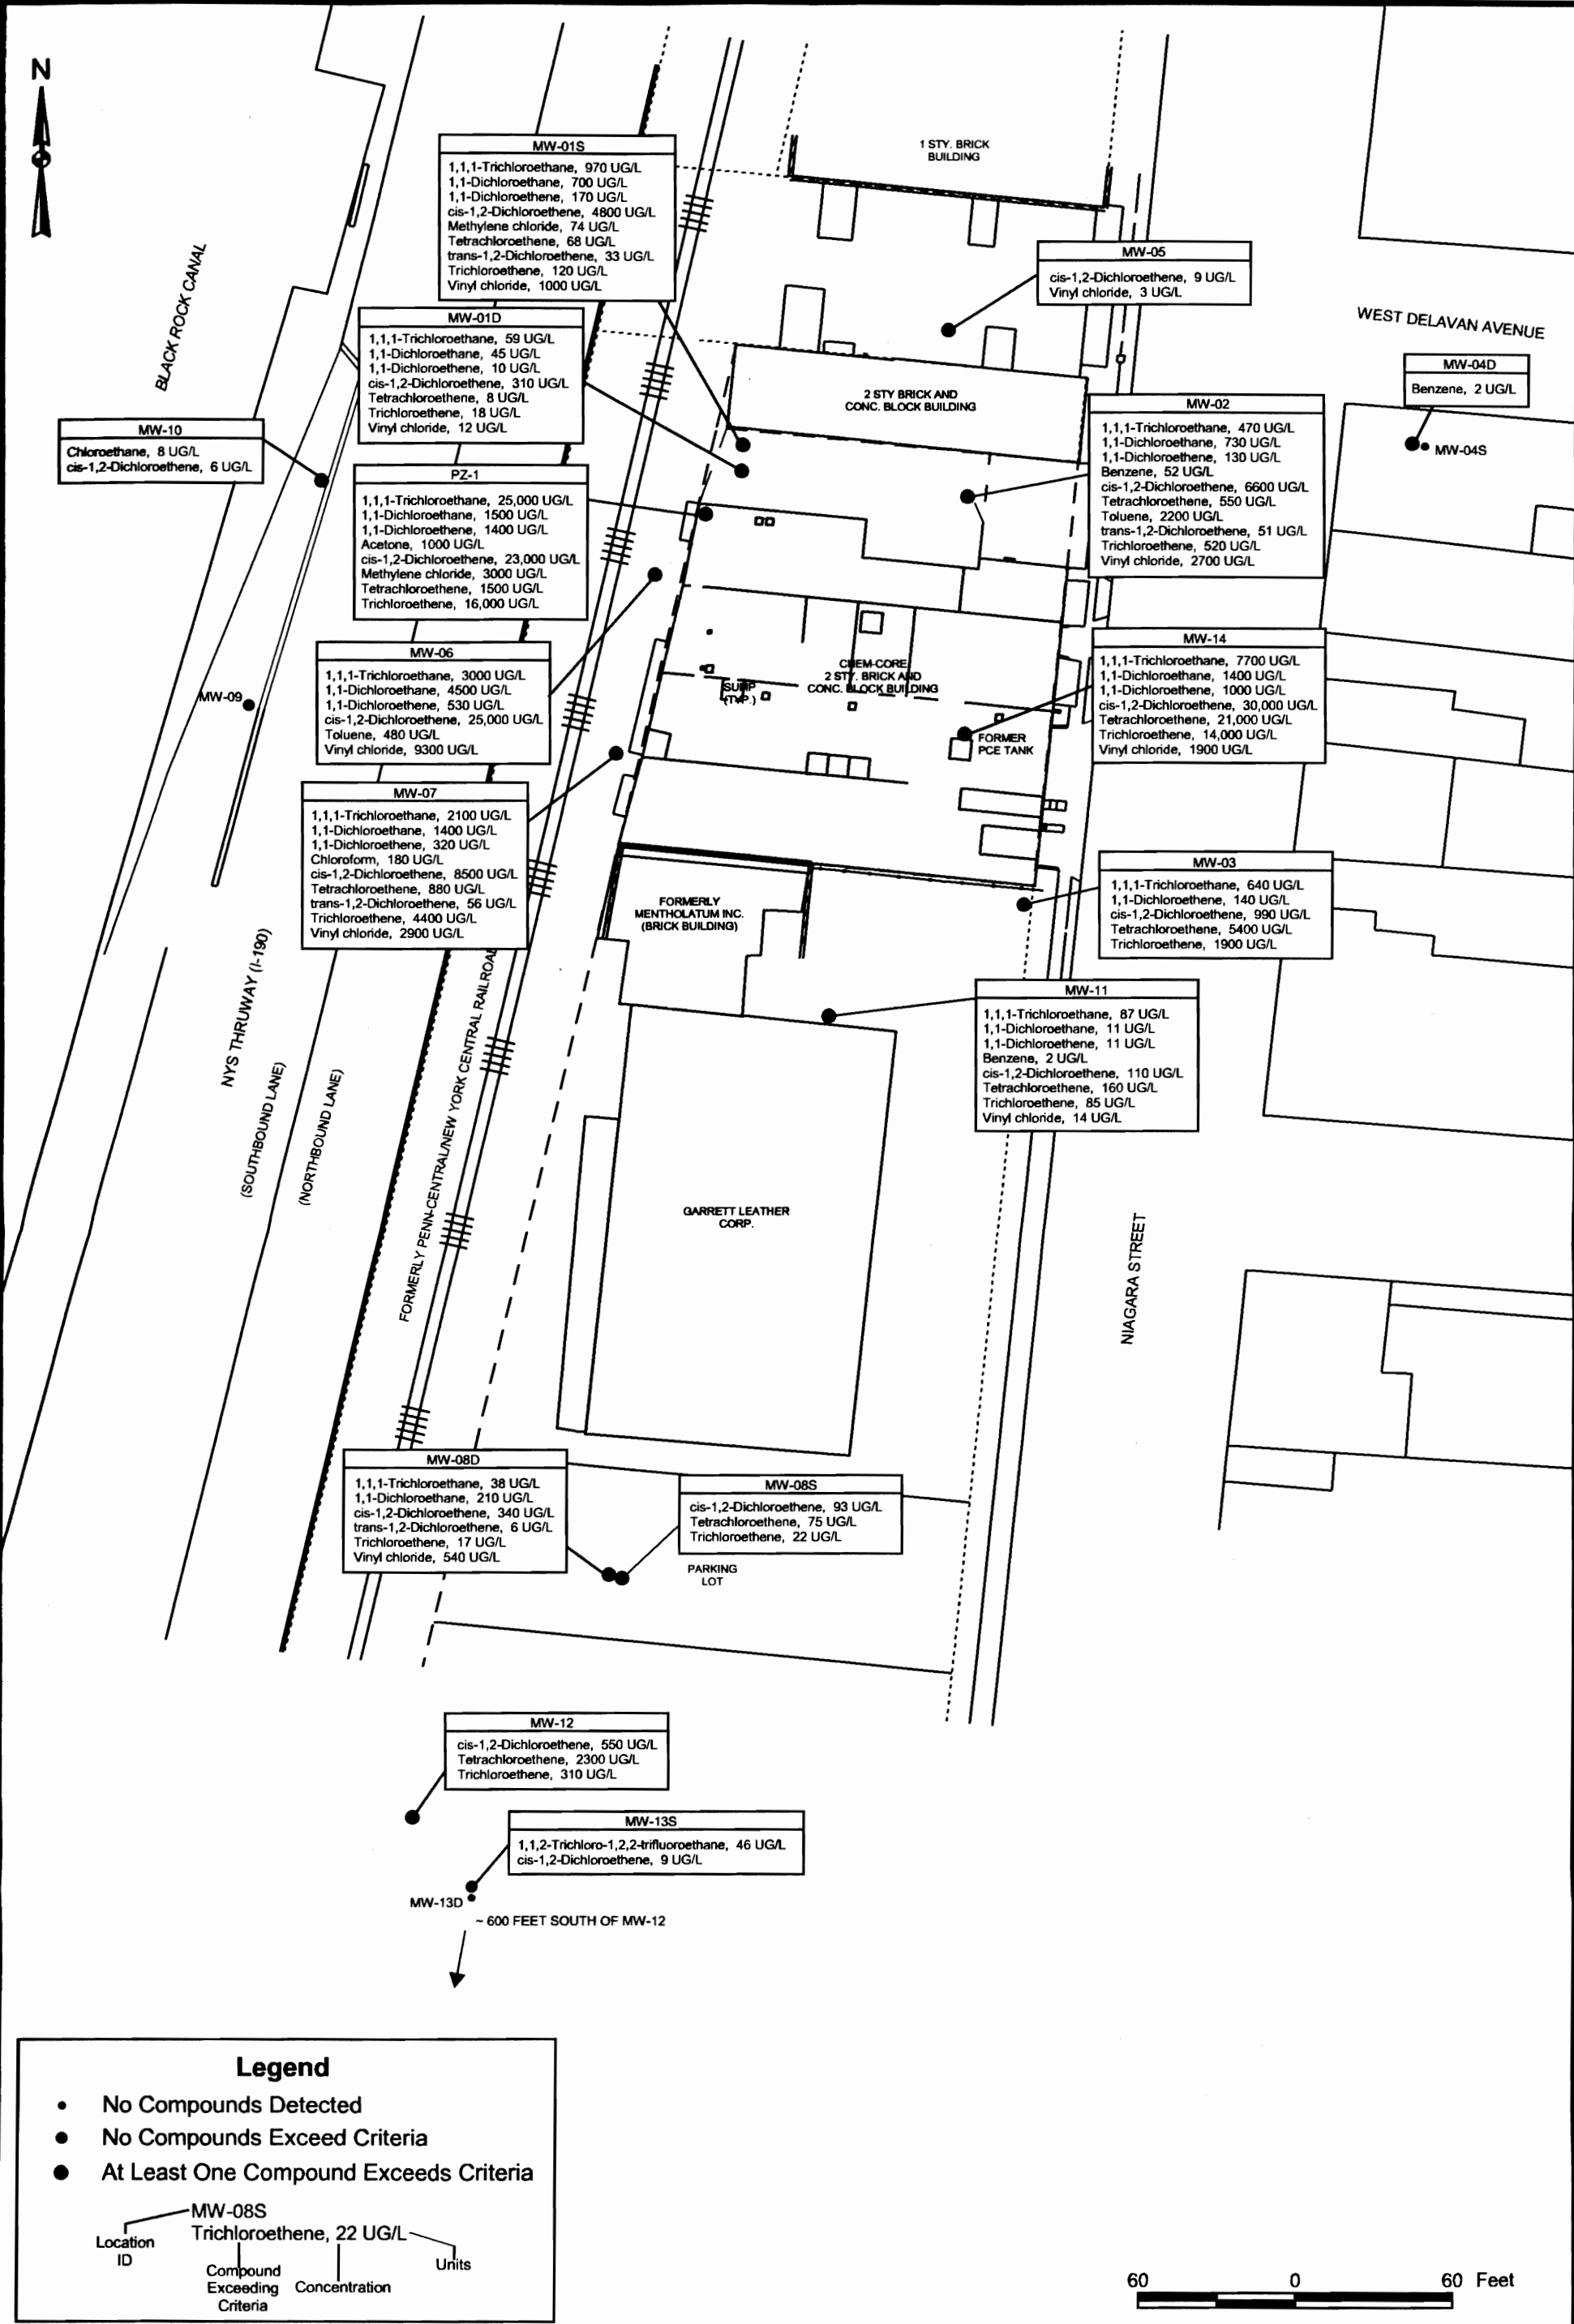 N
1 STY. BRICK
BUILDING
MW-01S
1,1,1-Trichloroethane, 970 UG/L
1,1-Dichloroethane, 700 UG/L
1,1-Dichloroethene, 170 UG/L
cis-1,2-Dichloroethene, 4800 UG/L
Methylene chloride, 74 UG/L
Tetrachloroethene, 68 UG/L
trans-1,2-Dichloroethene, 33 UG/L
Trichloroethene, 120 UG/L
Vinyl chloride, 1000 UG/L
MW-05
cis-1,2-Dichloroethene, 9 UG/L
Vinyl chloride, 3 UG/L
BLACK ROCK CANAL
WEST DELAVAN AVENUE
MW-01D
1,1,1-Trichloroethane, 59 UG/L
1,1-Dichloroethane, 45 UG/L
1,1-Dichloroethene, 10 UG/L
cis-1,2-Dichloroethene, 310 UG/L
Tetrachloroethene, 8 UG/L
Trichloroethene, 18 UG/L
Vinyl chloride, 12 UG/L
MW-04D
Benzene, 2 UG/L
MW-04S
2 STY BRICK AND
CONC. BLOCK BUILDING
MW-02
1,1,1-Trichloroethane, 470 UG/L
1,1-Dichloroethane, 730 UG/L
1,1-Dichloroethene, 130 UG/L
Benzene, 52 UG/L
cis-1,2-Dichloroethene, 6600 UG/L
Tetrachloroethene, 550 UG/L
Toluene, 2200 UG/L
trans-1,2-Dichloroethene, 51 UG/L
Trichloroethene, 520 UG/L
Vinyl chloride, 2700 UG/L
MW-10
Chloroethane, 8 UG/L
cis-1,2-Dichloroethene, 6 UG/L
PZ-1
1,1,1-Trichloroethane, 25,000 UG/L
1,1-Dichloroethane, 1500 UG/L
1,1-Dichloroethene, 1400 UG/L
Acetone, 1000 UG/L
cis-1,2-Dichloroethene, 23,000 UG/L
Methylene chloride, 3000 UG/L
Tetrachloroethene, 1500 UG/L
Trichloroethene, 16,000 UG/L
MW-06
1,1,1-Trichloroethane, 3000 UG/L
1,1-Dichloroethane, 4500 UG/L
1,1-Dichloroethene, 530 UG/L
cis-1,2-Dichloroethene, 25,000 UG/L
Toluene, 480 UG/L
Vinyl chloride, 9300 UG/L
MW-09
CHEM-CORE
2 STY. BRICK AND
CONC. BLOCK BUILDING
SUMP
(TYP.)
FORMER
PCE TANK
MW-14
1,1,1-Trichloroethane, 7700 UG/L
1,1-Dichloroethane, 1400 UG/L
1,1-Dichloroethene, 1000 UG/L
cis-1,2-Dichloroethene, 30,000 UG/L
Tetrachloroethene, 21,000 UG/L
Trichloroethene, 14,000 UG/L
Vinyl chloride, 1900 UG/L
MW-07
1,1,1-Trichloroethane, 2100 UG/L
1,1-Dichloroethane, 1400 UG/L
1,1-Dichloroethene, 320 UG/L
Chloroform, 180 UG/L
cis-1,2-Dichloroethene, 8500 UG/L
Tetrachloroethene, 880 UG/L
trans-1,2-Dichloroethene, 56 UG/L
Trichloroethene, 4400 UG/L
Vinyl chloride, 2900 UG/L
MW-03
1,1,1-Trichloroethane, 640 UG/L
1,1-Dichloroethene, 140 UG/L
cis-1,2-Dichloroethene, 990 UG/L
Tetrachloroethene, 5400 UG/L
Trichloroethene, 1900 UG/L
FORMERLY
MENTHOLATUM INC.
(BRICK BUILDING)
MW-11
1,1,1-Trichloroethane, 87 UG/L
1,1-Dichloroethane, 11 UG/L
1,1-Dichloroethene, 11 UG/L
Benzene, 2 UG/L
cis-1,2-Dichloroethene, 110 UG/L
Tetrachloroethene, 160 UG/L
Trichloroethene, 85 UG/L
Vinyl chloride, 14 UG/L
NYS THRUWAY (I-190)
(SOUTHBOUND LANE)
(NORTHBOUND LANE)
FORMERLY PENN-CENTRAL/NEW YORK CENTRAL RAILROAD
GARRETT LEATHER
CORP.
NIAGARA STREET
MW-08D
1,1,1-Trichloroethane, 38 UG/L
1,1-Dichloroethane, 210 UG/L
cis-1,2-Dichloroethene, 340 UG/L
trans-1,2-Dichloroethene, 6 UG/L
Trichloroethene, 17 UG/L
Vinyl chloride, 540 UG/L
MW-08S
cis-1,2-Dichloroethene, 93 UG/L
Tetrachloroethene, 75 UG/L
Trichloroethene, 22 UG/L
PARKING
LOT
MW-12
cis-1,2-Dichloroethene, 550 UG/L
Tetrachloroethene, 2300 UG/L
Trichloroethene, 310 UG/L
MW-13S
1,1,2-Trichloro-1,2,2-trifluoroethane, 46 UG/L
cis-1,2-Dichloroethene, 9 UG/L
MW-13D
~ 600 FEET SOUTH OF MW-12
Legend
No Compounds Detected
No Compounds Exceed Criteria
At Least One Compound Exceeds Criteria
MW-08S
Trichloroethene, 22 UG/L
Location
ID
Compound
Exceeding
Criteria
Concentration
Units
60 0 60 Feet